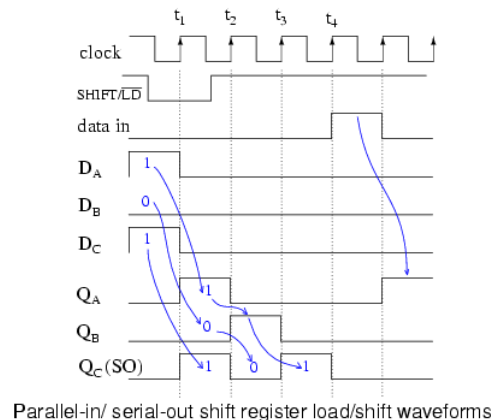 t1 t2 t3 t4
clock
SHIFT/LD
data in
DA 1
DB 0
DC 1
QA 1
QB 0
QC(SO) 1 0 1
Parallel-in/ serial-out shift register load/shift waveforms